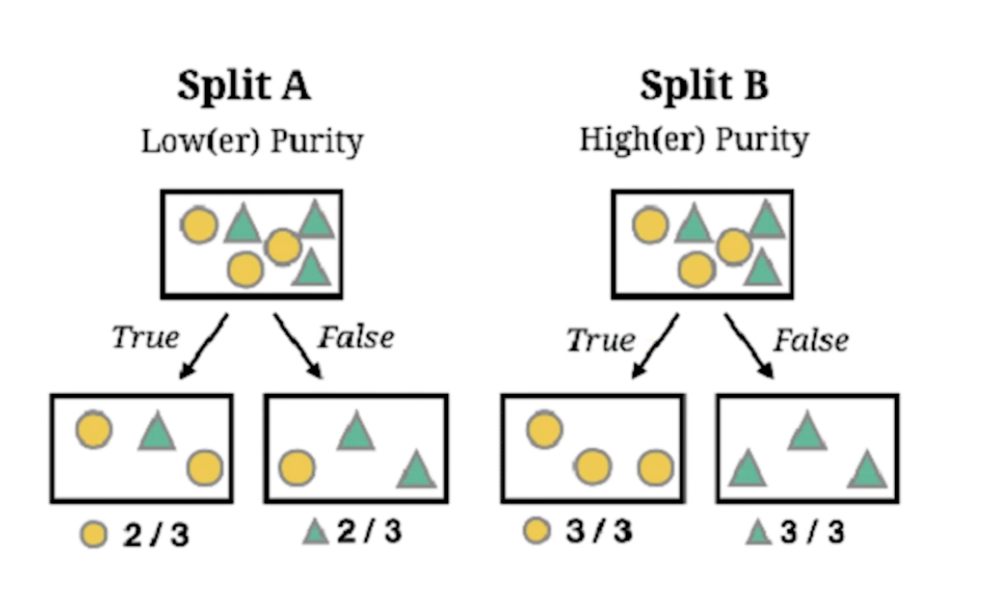 Split A
Low(er) Purity
True
False
2 / 3
2 / 3
Split B
High(er) Purity
True
False
3 / 3
3 / 3